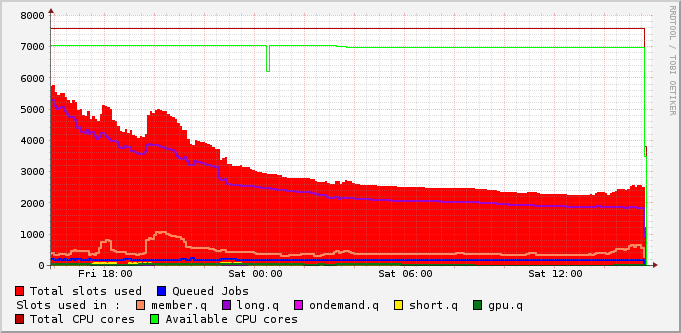 8000
7000
6000
5000
4000
3000
2000
1000
0
Fri 18:00 Sat 00:00 Sat 06:00 Sat 12:00
Total slots used Queued Jobs
Slots used in : member.q long.q ondemand.q short.q gpu.q
Total CPU cores Available CPU cores
RRDTOOL / TOBI OETIKER